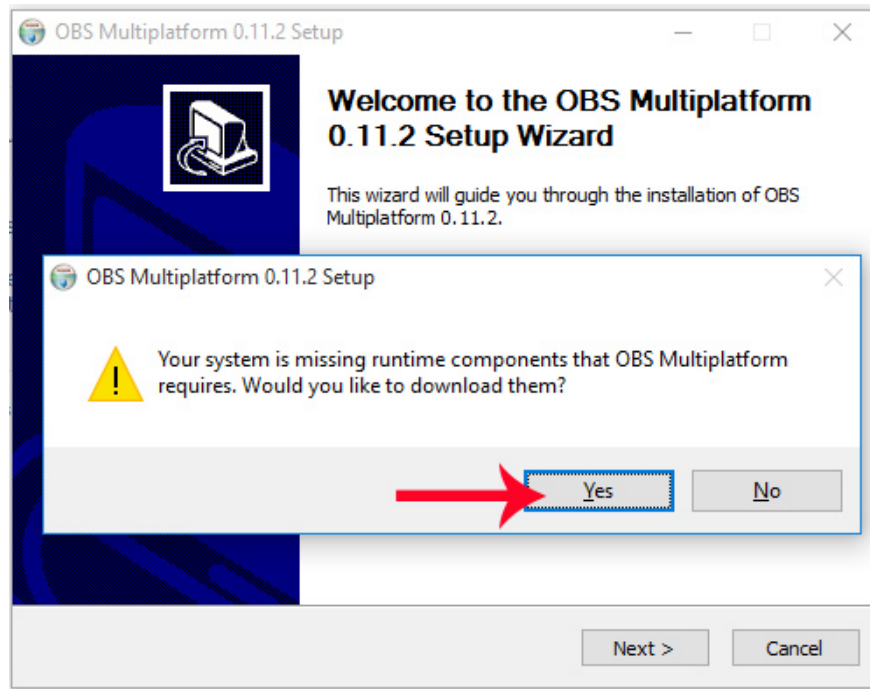 OBS Multiplatform 0.11.2 Setup
Welcome to the OBS Multiplatform
0.11.2 Setup Wizard
This wizard will guide you through the installation of OBS
Multiplatform 0.11.2.
OBS Multiplatform 0.11.2 Setup
Your system is missing runtime components that OBS Multiplatform
requires. Would you like to download them?
Yes
No
Next >
Cancel